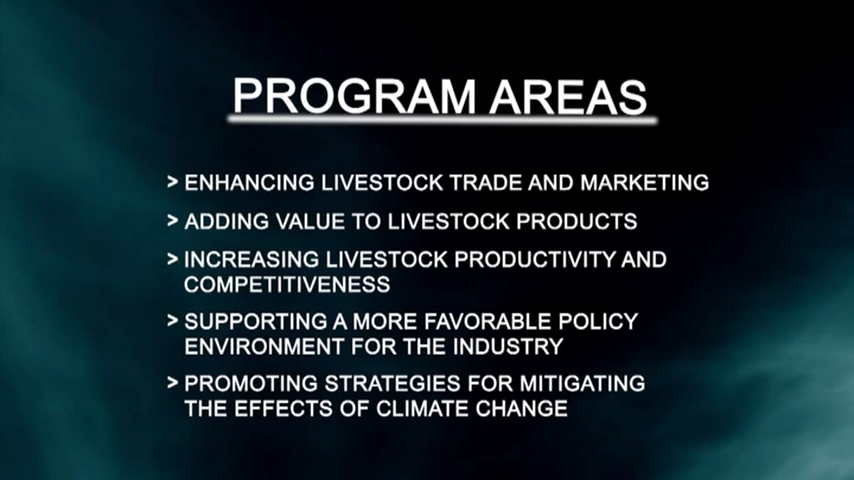 PROGRAM AREAS
> ENHANCING LIVESTOCK TRADE AND MARKETING
> ADDING VALUE TO LIVESTOCK PRODUCTS
> INCREASING LIVESTOCK PRODUCTIVITY AND
COMPETITIVENESS
> SUPPORTING A MORE FAVORABLE POLICY
ENVIRONMENT FOR THE INDUSTRY
> PROMOTING STRATEGIES FOR MITIGATING
THE EFFECTS OF CLIMATE CHANGE